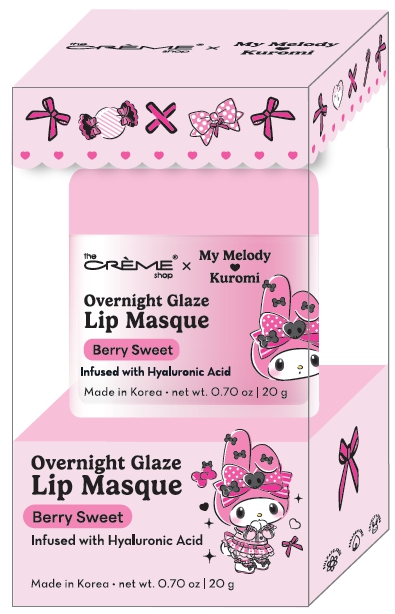 the CRÈME shop x My Melody Kuromi
the
CRÈME® x
shop
My Melody
Kuromi
Overnight Glaze
Lip Masque
Berry Sweet
Infused with Hyaluronic Acid
Made in Korea • net wt. 0.70 oz | 20 g
Overnight Glaze
Lip Masque
Berry Sweet
Infused with Hyaluronic Acid
Made in Korea • net wt. 0.70 oz | 20 g